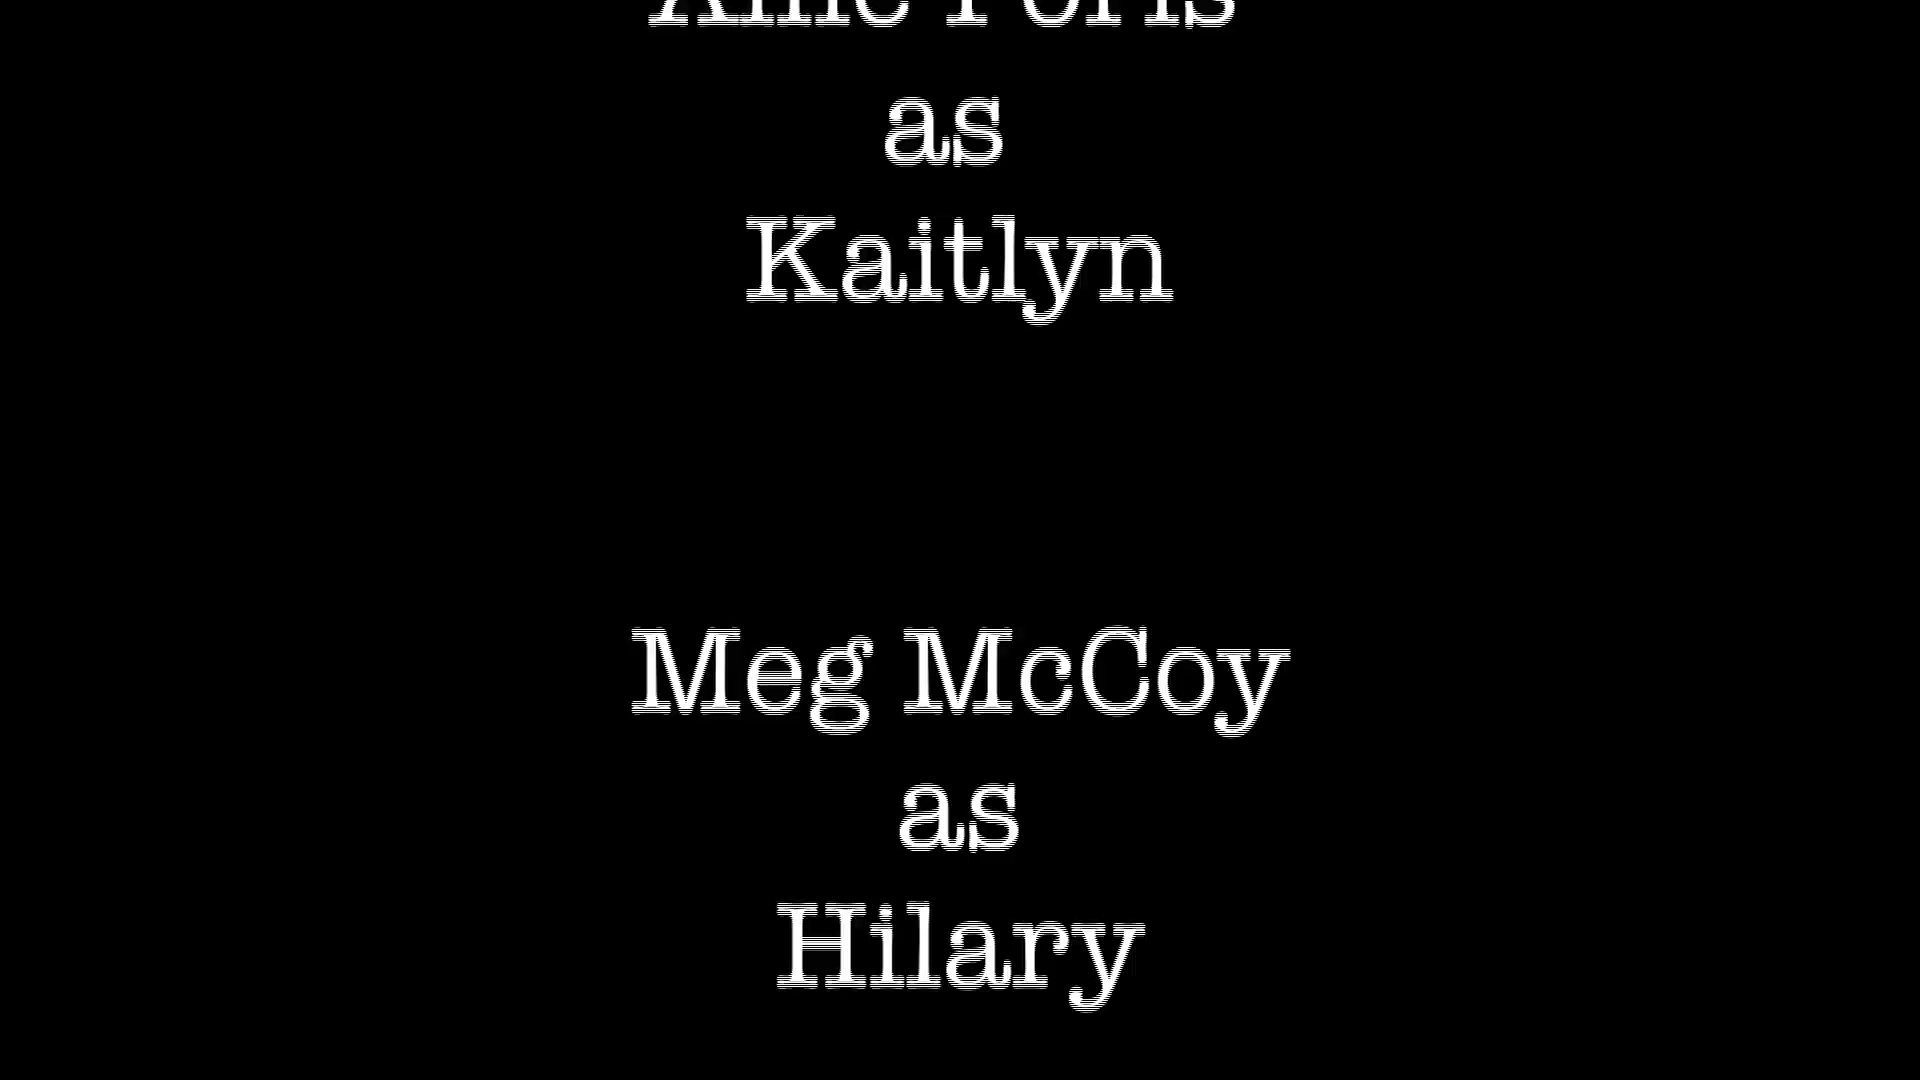 as
Kaitlyn
Meg McCoy
as
Hilary